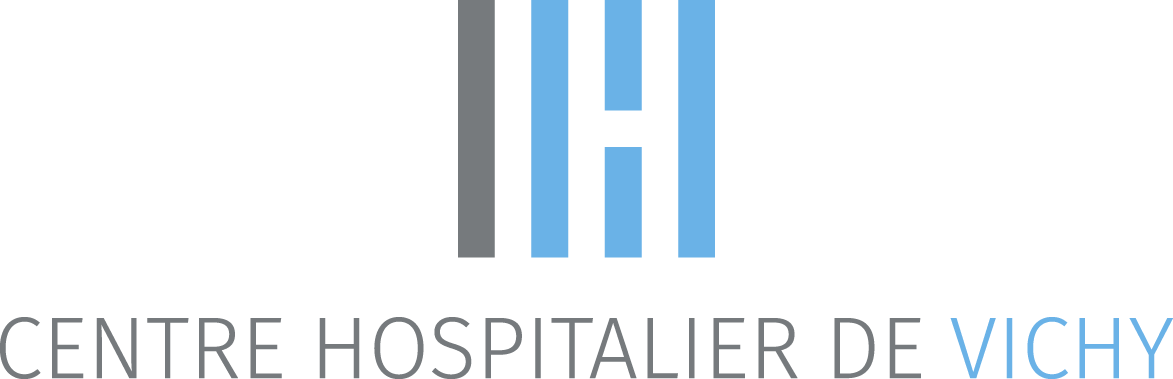 CENTRE HOSPITALIER DE VICHY